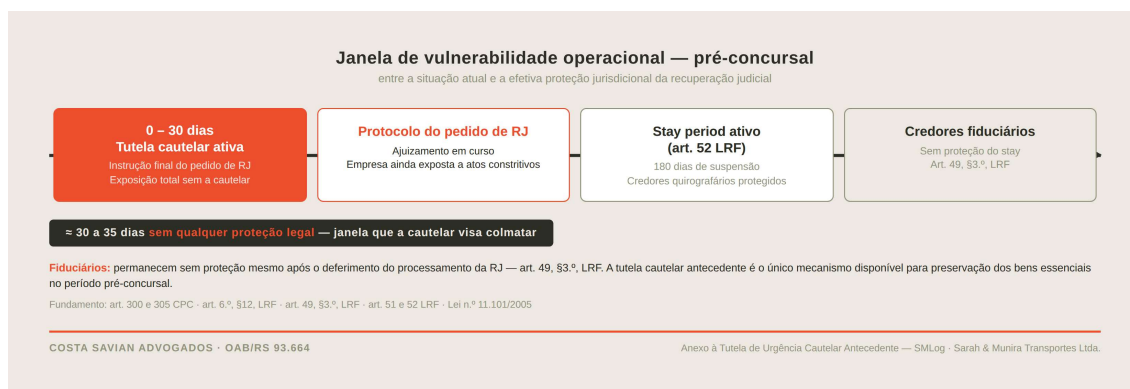 Janela de vulnerabilidade operacional — pré-concursal
entre a situação atual e a efetiva proteção jurisdicional da recuperação judicial
0 – 30 dias
Tutela cautelar ativa
Instrução final do pedido de RJ
Exposição total sem a cautelar
Protocolo do pedido de RJ
Ajuizamento em curso
Empresa ainda exposta a atos constritivos
Stay period ativo
(art. 52 LRF)
180 dias de suspensão
Credores quirografários protegidos
Credores fiduciários
Sem proteção do stay
Art. 49, §3.º, LRF
≈ 30 a 35 dias sem qualquer proteção legal — janela que a cautelar visa colmatar
Fiduciários: permanecem sem proteção mesmo após o deferimento do processamento da RJ — art. 49, §3.º, LRF. A tutela cautelar antecedente é o único mecanismo disponível para preservação dos bens essenciais
no período pré-concursal.
Fundamento: art. 300 e 305 CPC · art. 6.º, §12, LRF · art. 49, §3.º, LRF · art. 51 e 52 LRF · Lei n.º 11.101/2005
COSTA SAVIAN ADVOGADOS · OAB/RS 93.664
Anexo à Tutela de Urgência Cautelar Antecedente — SMLog · Sarah & Munira Transportes Ltda.